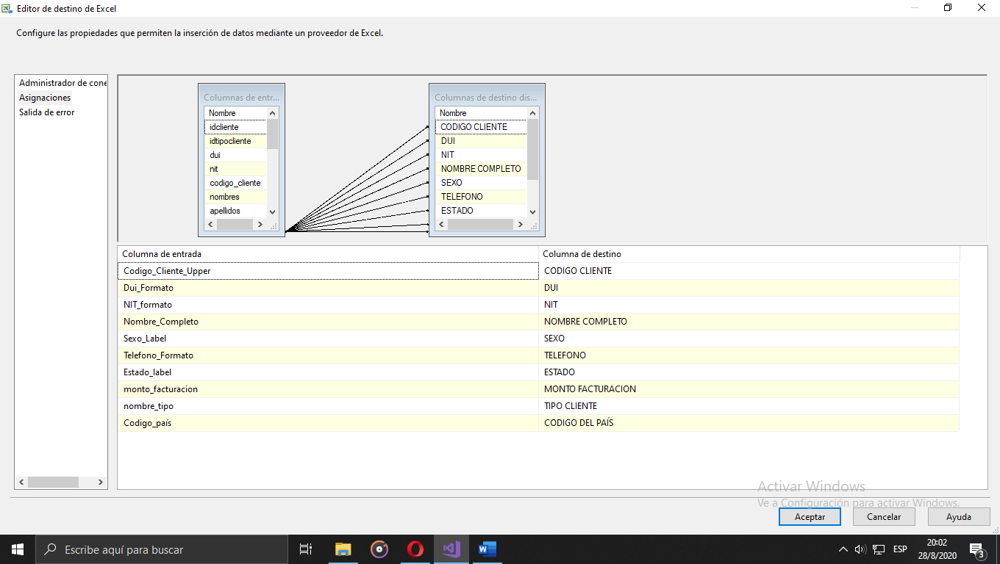 Editor de destino de Excel
Configure las propiedades que permiten la inserción de datos mediante un proveedor de Excel.
Administrador de cone
Asignaciones
Salida de error
Columnas de entr...
Nombre
idcliente
idtipocliente
dui
nit
codigo_cliente
nombres
apellidos
Columnas de destino dis...
Nombre
CODIGO CLIENTE
DUI
NIT
NOMBRE COMPLETO
SEXO
TELEFONO
ESTADO
Columna de entrada Columna de destino
Codigo_Cliente_Upper CODIGO CLIENTE
Dui_Formato DUI
NIT_formato NIT
Nombre_Completo NOMBRE COMPLETO
Sexo_Label SEXO
Telefono_Formato TELEFONO
Estado_label ESTADO
monto_facturacion MONTO FACTURACION
nombre_tipo TIPO CLIENTE
Codigo_país CODIGO DEL PAÍS
Activar Windows
Ve a Configuración para activar Windows.
Aceptar Cancelar Ayuda
Escribe aquí para buscar
ESP
20:02
28/8/2020
3